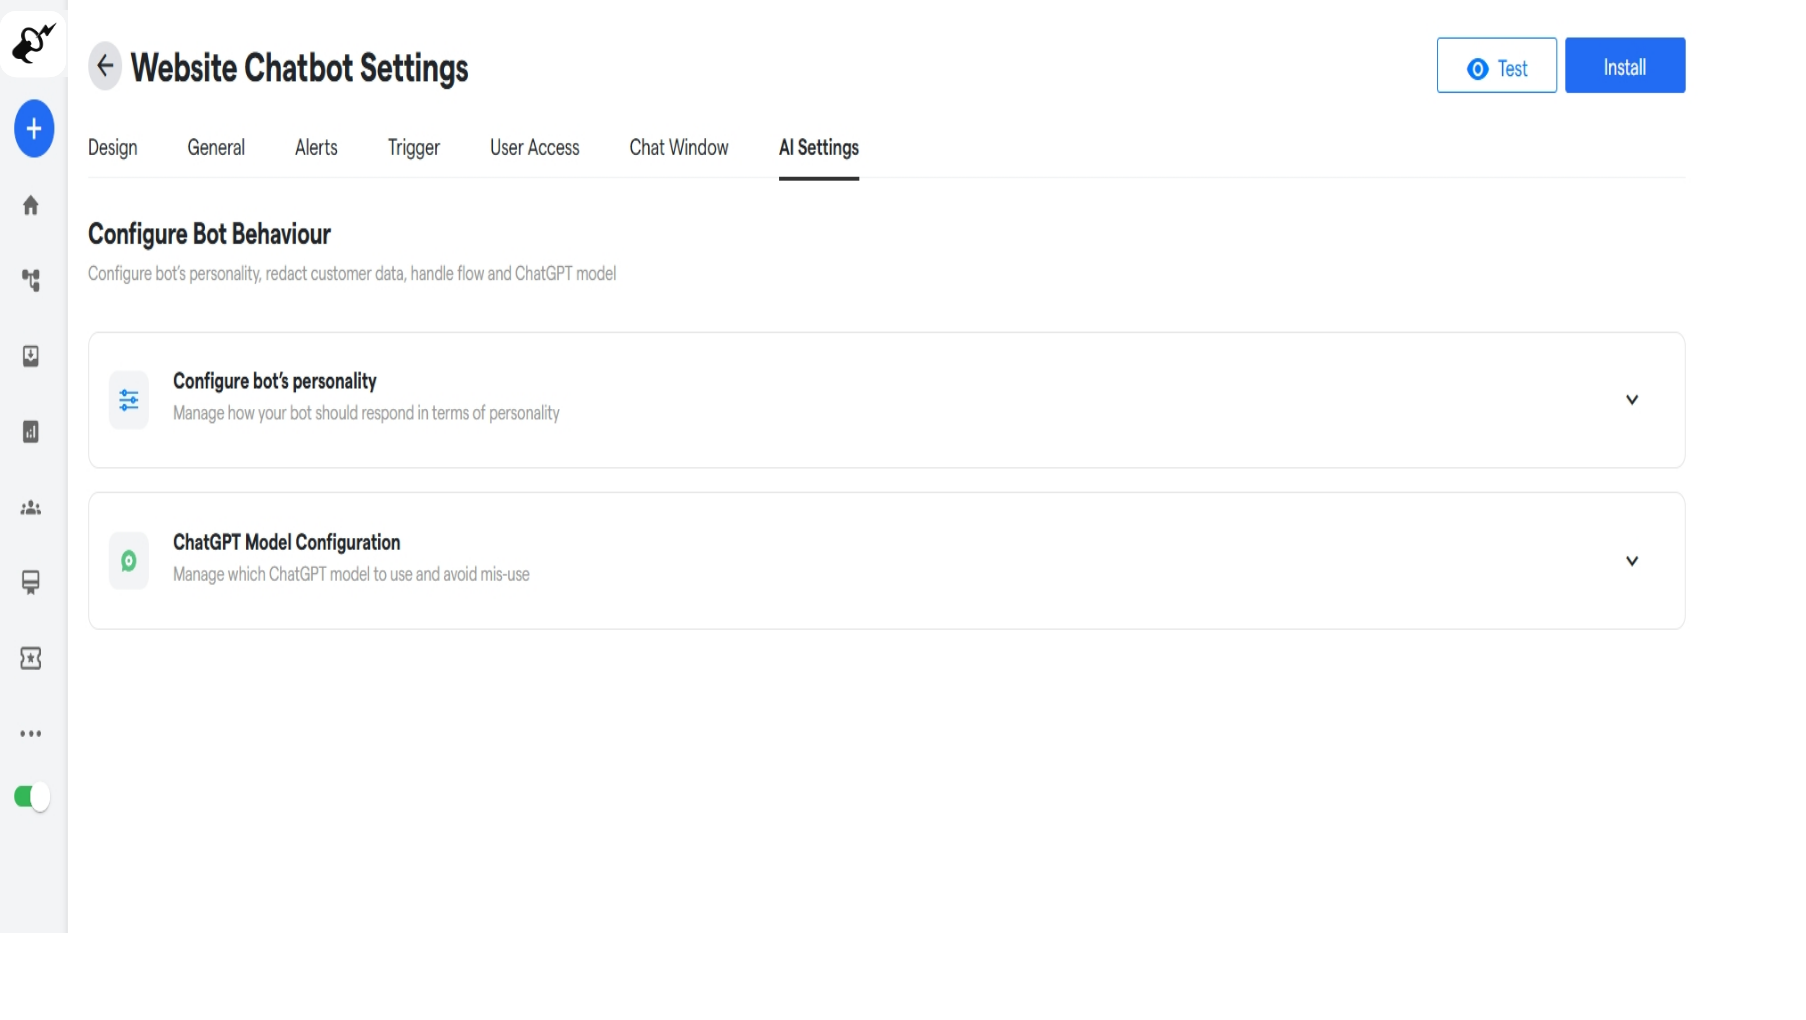 Website Chatbot Settings
Test
Install
Design
General
Alerts
Trigger
User Access
Chat Window
AI Settings
Configure Bot Behaviour
Configure bot's personality, redact customer data, handle flow and ChatGPT model
Configure bot's personality
Manage how your bot should respond in terms of personality
ChatGPT Model Configuration
Manage which ChatGPT model to use and avoid mis-use